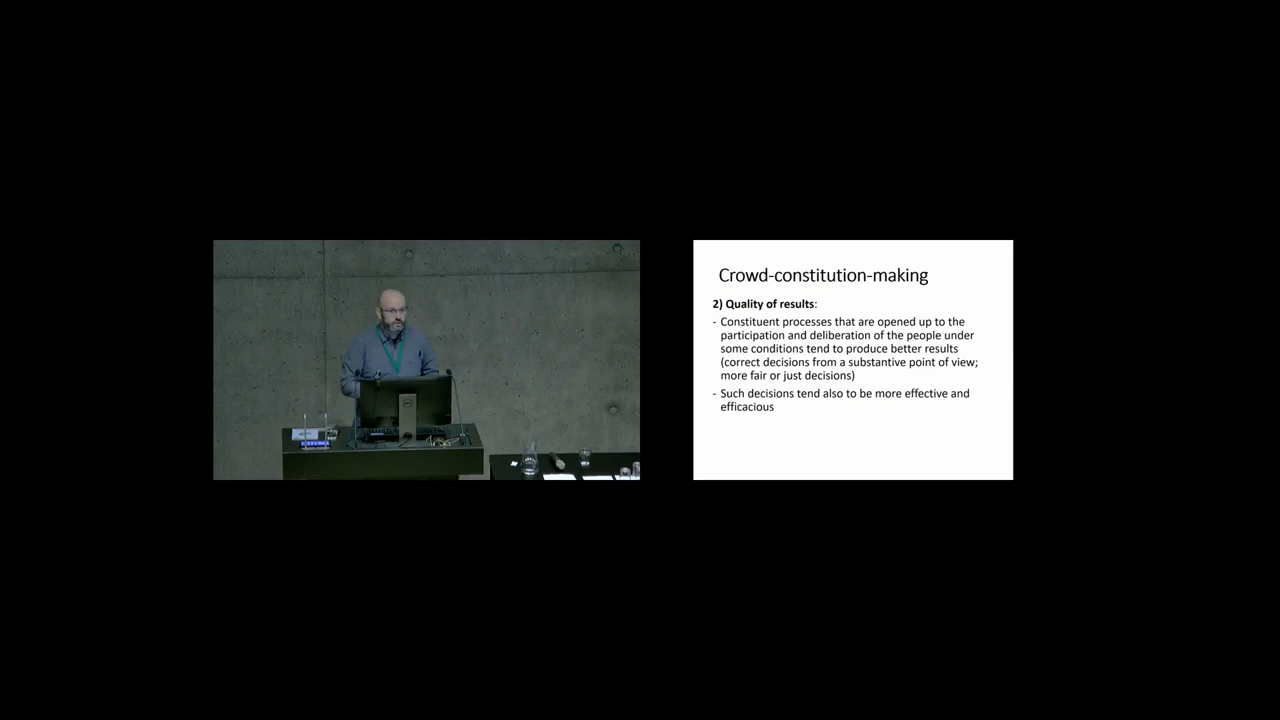 Crowd-constitution-making
2) Quality of results:
- Constituent processes that are opened up to the
participation and deliberation of the people under
some conditions tend to produce better results
(correct decisions from a substantive point of view;
more fair or just decisions)
- Such decisions tend also to be more effective and
efficacious